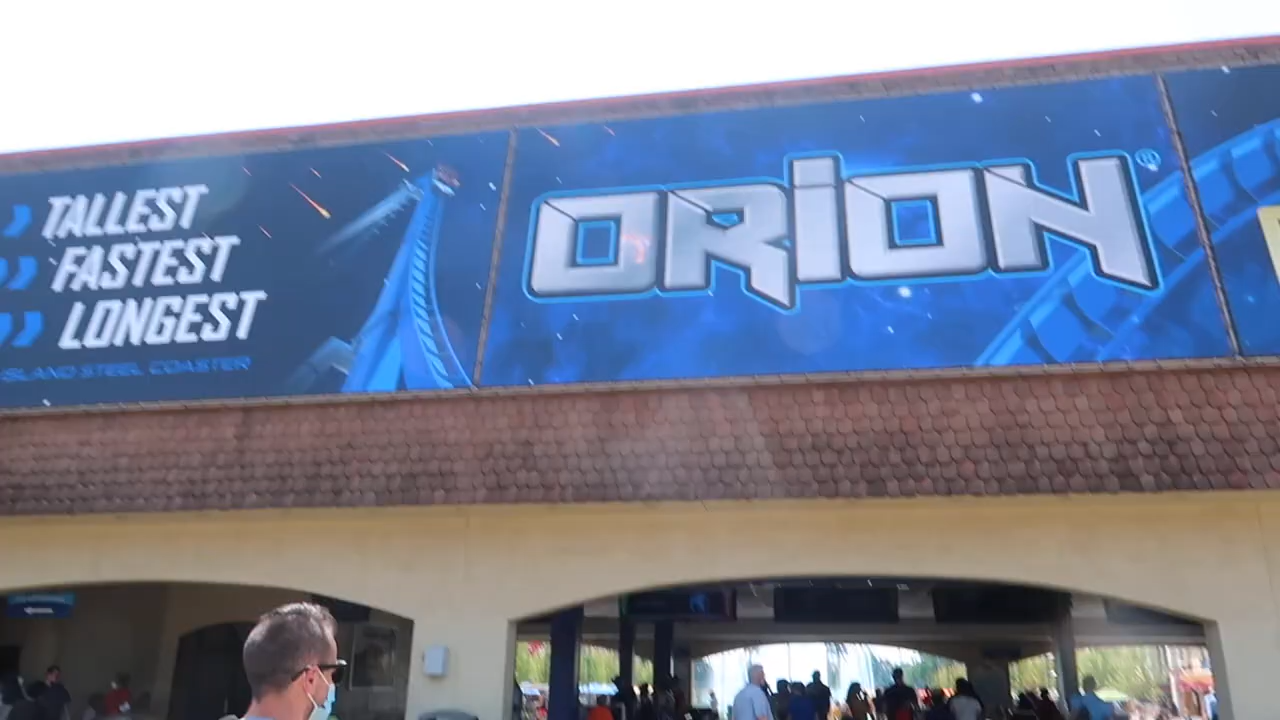 TALLEST
FASTEST
LONGEST
ISLAND STEEL COASTER
ORION®